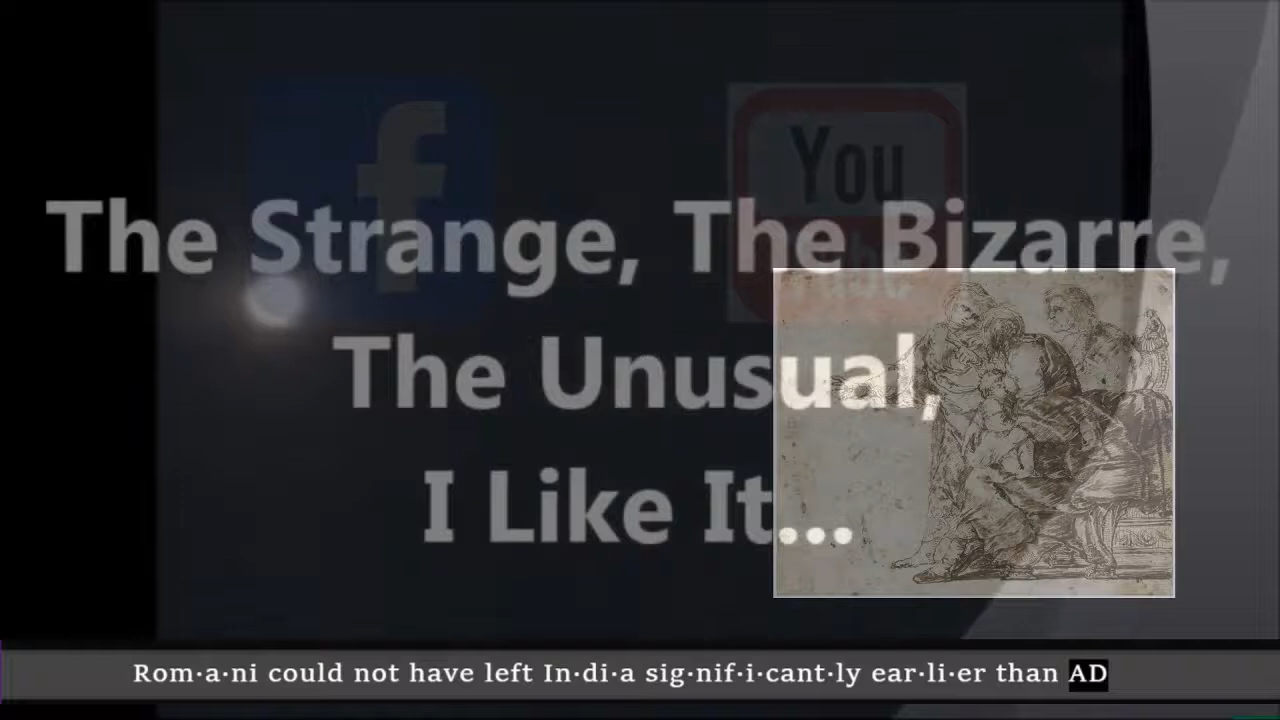 f
You
The Strange, The Bizarre,
The Unusual,
I Like It...
Rom·a·ni could not have left In·di·a sig·nif·i·cant·ly ear·li·er than AD